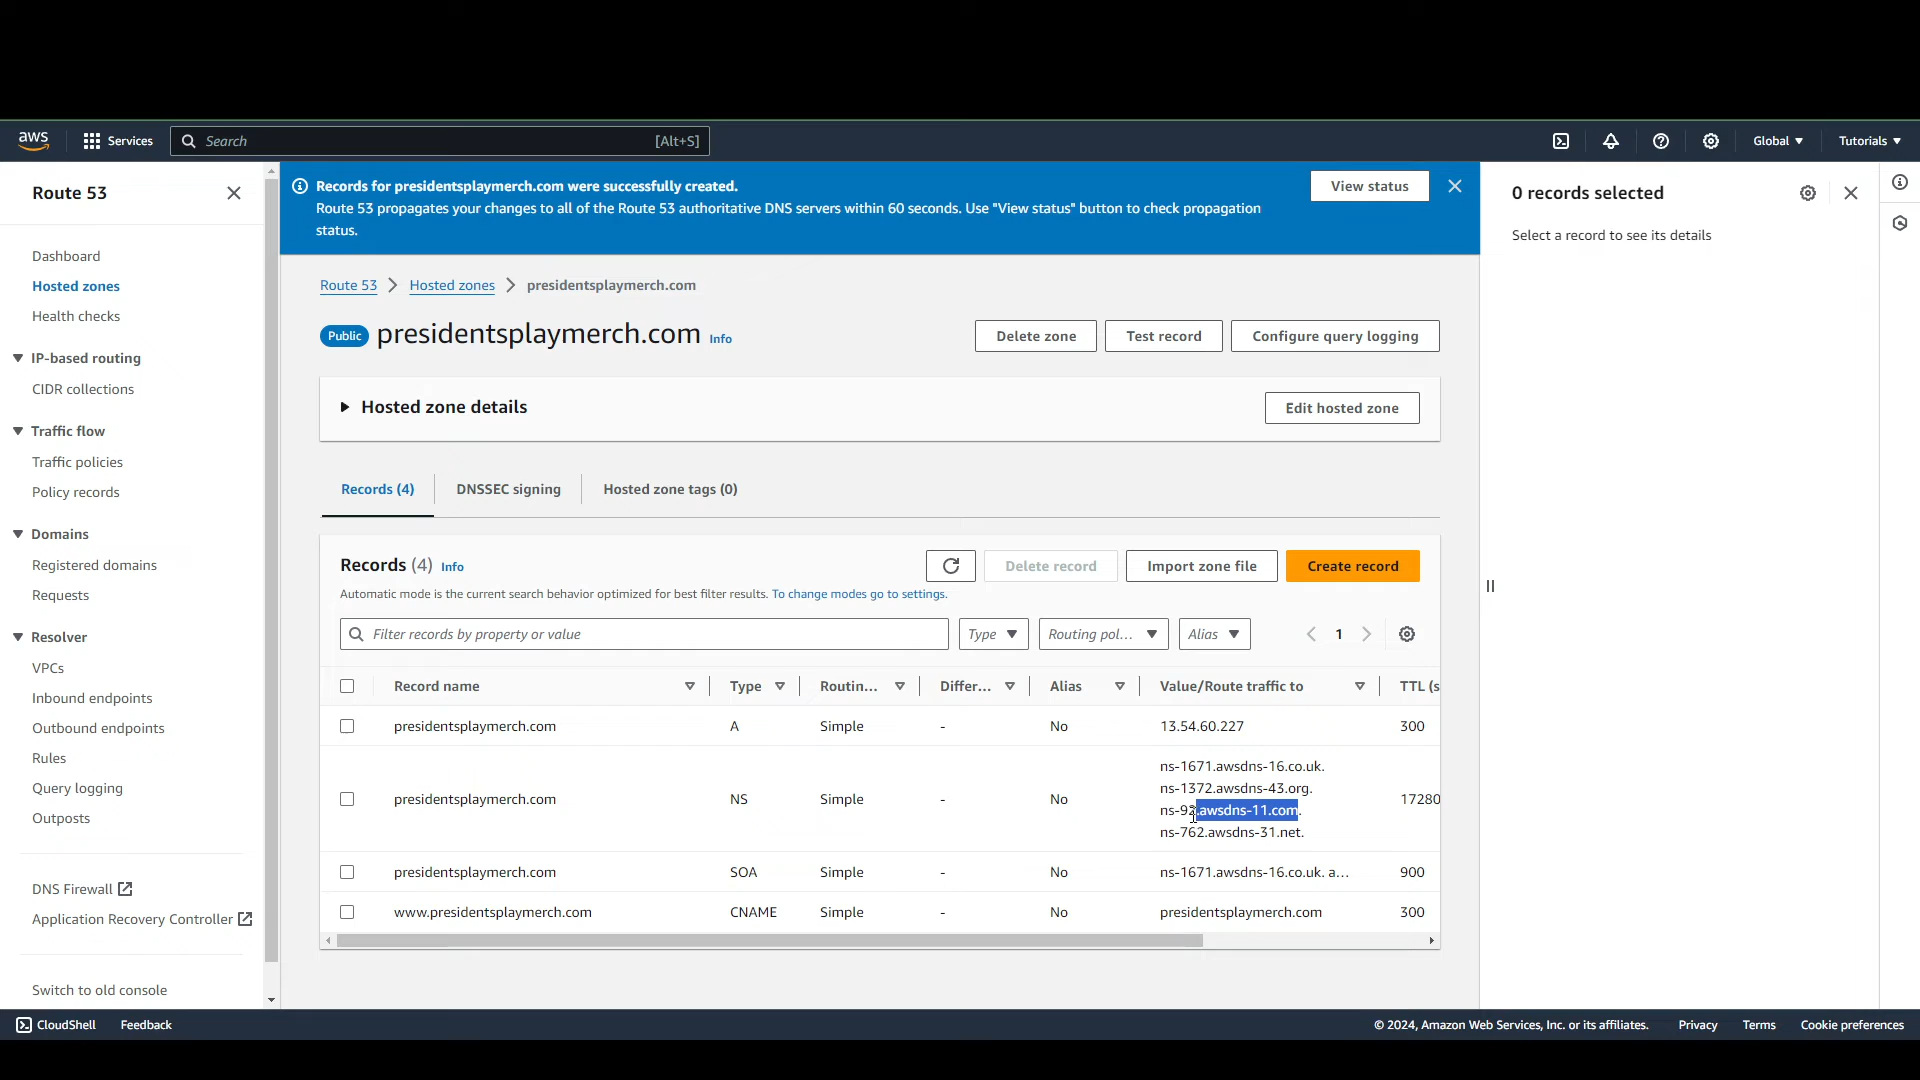 aws
Services
Search
[Alt+S]
Global
Tutorials
Route 53
Dashboard
Hosted zones
Health checks
IP-based routing
CIDR collections
Traffic flow
Traffic policies
Policy records
Domains
Registered domains
Requests
Resolver
VPCs
Inbound endpoints
Outbound endpoints
Rules
Query logging
Outposts
DNS Firewall
Application Recovery Controller
Switch to old console
Records for presidentsplaymerch.com were successfully created.
Route 53 propagates your changes to all of the Route 53 authoritative DNS servers within 60 seconds. Use "View status" button to check propagation
status.
View status
Route 53 > Hosted zones > presidentsplaymerch.com
Public presidentsplaymerch.com Info
Delete zone
Test record
Configure query logging
Hosted zone details
Edit hosted zone
Records (4)
DNSSEC signing
Hosted zone tags (0)
Records (4) Info
Delete record
Import zone file
Create record
Automatic mode is the current search behavior optimized for best filter results. To change modes go to settings.
Filter records by property or value
Type
Routing pol...
Alias
1
Record name Type Routin... Differ... Alias Value/Route traffic to TTL (s
presidentsplaymerch.com A Simple - No 13.54.60.227 300
presidentsplaymerch.com NS Simple - No
ns-1671.awsdns-16.co.uk.
ns-1372.awsdns-43.org.
.awsdns-11.com.
ns-762.awsdns-31.net.
17280
presidentsplaymerch.com SOA Simple - No ns-1671.awsdns-16.co.uk. a... 900
www.presidentsplaymerch.com CNAME Simple - No presidentsplaymerch.com 300
0 records selected
Select a record to see its details
CloudShell
Feedback
© 2024, Amazon Web Services, Inc. or its affiliates.
Privacy
Terms
Cookie preferences